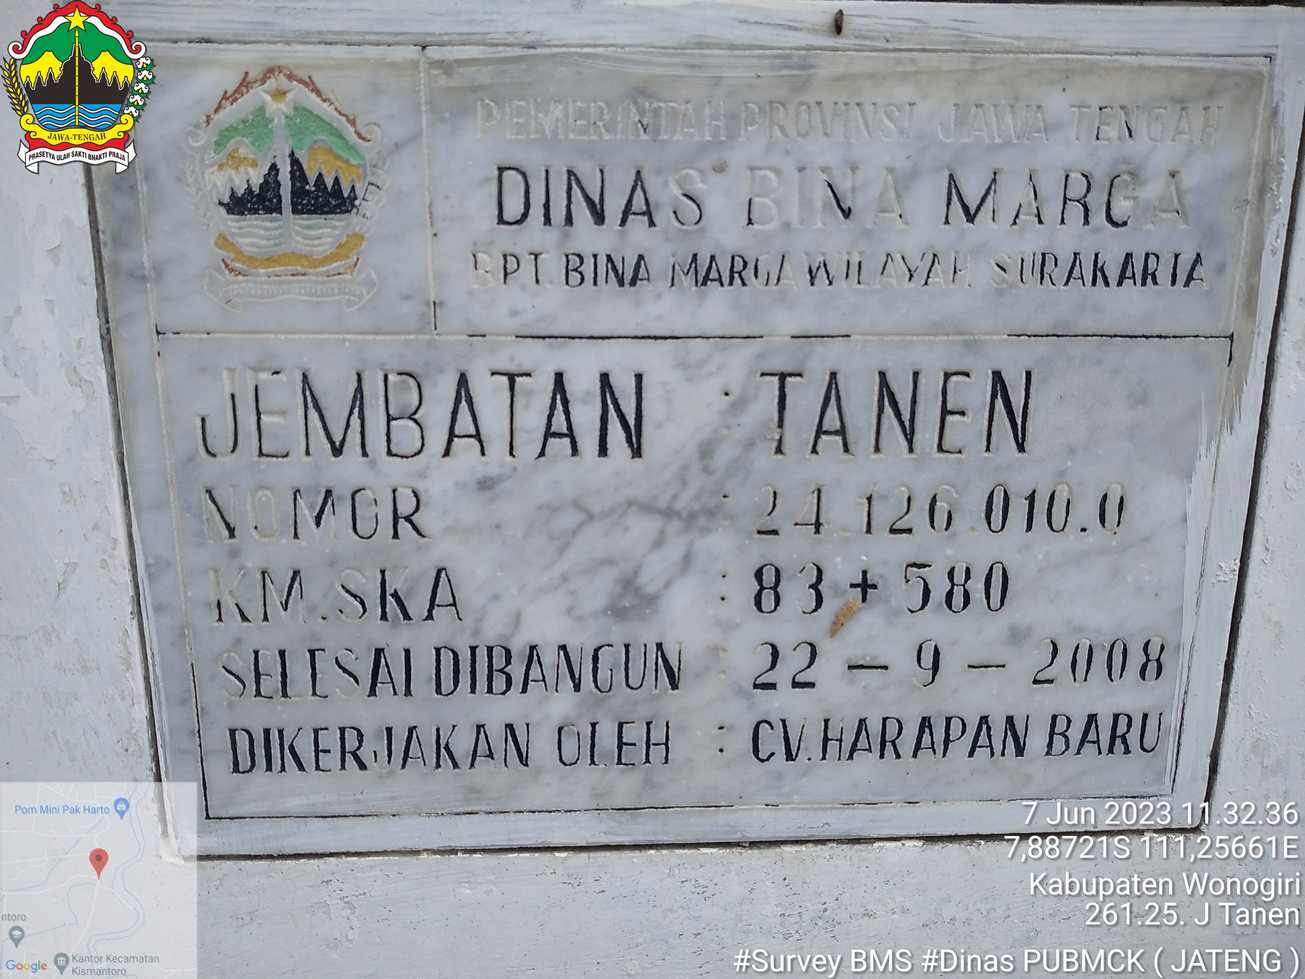 JAWA-TENGAH
PRASETYA ULAH SAKTI BHAKTI PRAJA
PEMERINTAH PROVINSI JAWA TENGAH
DINAS BINA MARGA
BPT. BINA MARGA WILAYAH SURAKARTA
JEMBATAN : TANEN
NOMOR : 24.126.010.0
KM.SKA : 83 + 580
SELESAI DIBANGUN : 22 - 9 - 2008
DIKERJAKAN OLEH : CV. HARAPAN BARU
Pom Mini Pak Harto
ntoro
Kantor Kecamatan
Kismantoro
Google
7 Jun 2023 11.32.36
7,88721S 111,25661E
Kabupaten Wonogiri
261.25. J Tanen
#Survey BMS #Dinas PUBMCK ( JATENG )